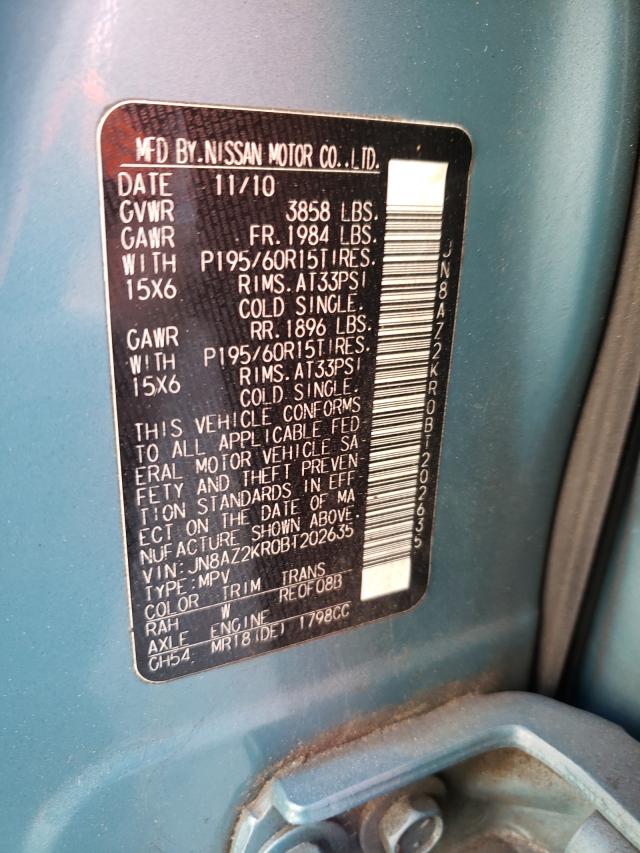 MFD BY.NISSAN MOTOR CO.,LTD.
DATE 11/10
GVWR 3858 LBS.
GAWR FR.1984 LBS.
WITH P195/60R15TIRES.
15X6 RIMS.AT33PSI
COLD SINGLE.
GAWR RR.1896 LBS.
WITH P195/60R15TIRES.
15X6 RIMS.AT33PSI
COLD SINGLE.
THIS VEHICLE CONFORMS
TO ALL APPLICABLE FED-
ERAL MOTOR VEHICLE SA-
FETY AND THEFT PREVEN-
TION STANDARDS IN EFF-
ECT ON THE DATE OF MA-
NUFACTURE SHOWN ABOVE.
VIN:JN8AZ2KR0BT202635
TYPE:MPV
COLOR TRIM TRANS
RAH W RE0F08B
AXLE ENGINE
GH54 MR18(DE) 1798CC
JN8AZ2KR0BT202635